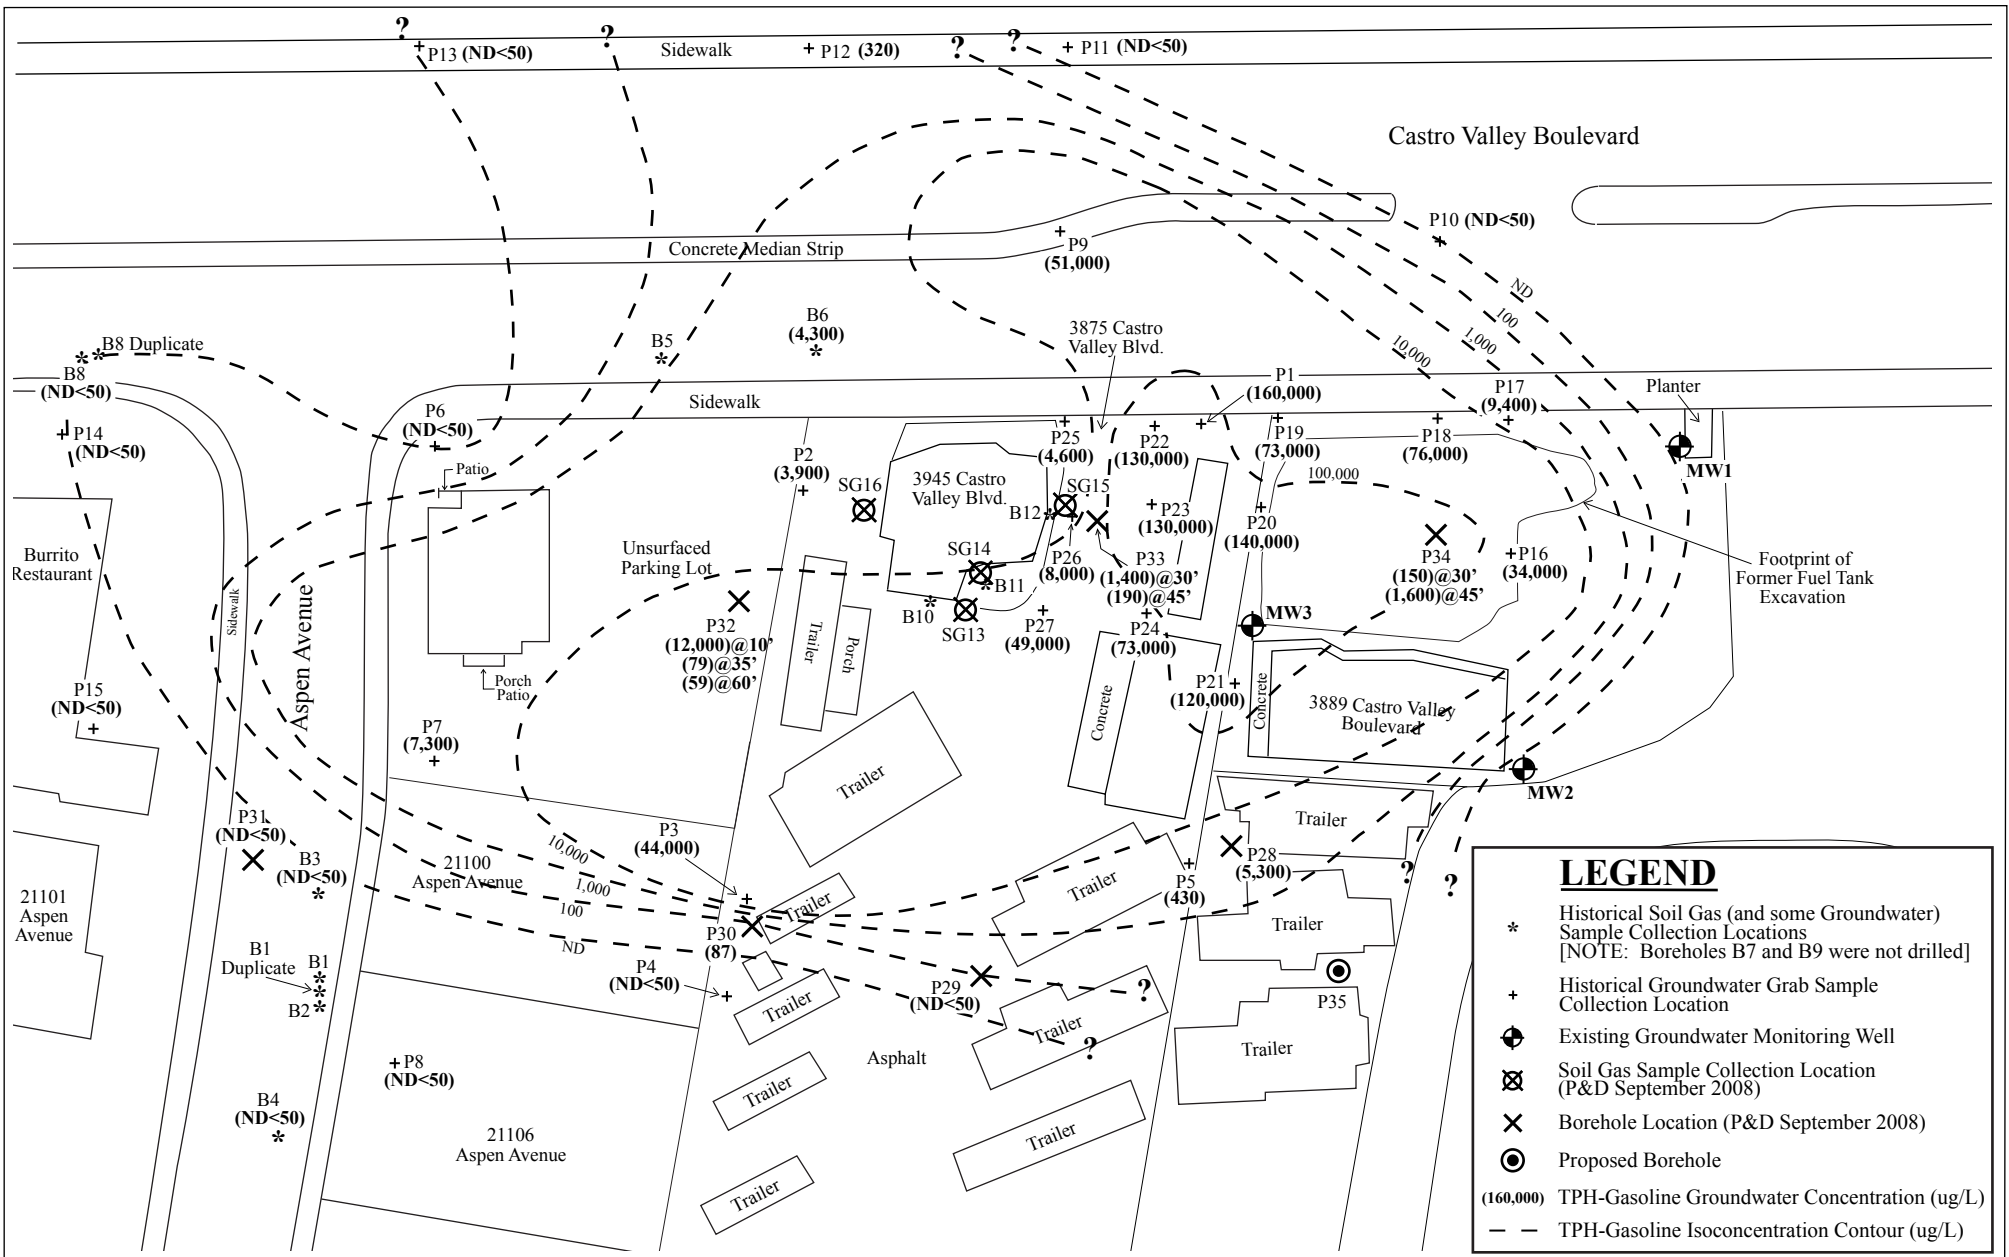 ?
?
?
?
P13 (ND<50)
Sidewalk
P12 (320)
P11 (ND<50)
Castro Valley Boulevard
P10 (ND<50)
Concrete Median Strip
P9
(51,000)
ND
100
1,000
10,000
B6
(4,300)
B5
3875 Castro
Valley Blvd.
B8 Duplicate
B8
(ND<50)
P14
(ND<50)
P6
(ND<50)
Sidewalk
P1
(160,000)
P17
(9,400)
Planter
P25
(4,600)
P22
(130,000)
P19
(73,000)
P18
(76,000)
MW1
Patio
P2
(3,900)
SG16
3945 Castro
Valley Blvd.
SG15
B12
100,000
P23
(130,000)
P20
(140,000)
Burrito
Restaurant
Unsurfaced
Parking Lot
SG14
B11
P26
(8,000)
P33
(1,400)@30’
(190)@45’
P34
(150)@30’
(1,600)@45’
P16
(34,000)
Footprint of
Former Fuel Tank
Excavation
Sidewalk
Aspen Avenue
B10
SG13
P27
(49,000)
P24
(73,000)
MW3
P32
(12,000)@10’
(79)@35’
(59)@60’
Trailer
Porch
Porch
Patio
P15
(ND<50)
P7
(7,300)
P21
(120,000)
Concrete
Concrete
3889 Castro Valley
Boulevard
MW2
Trailer
P31
(ND<50)
P3
(44,000)
10,000
1,000
100
ND
B3
(ND<50)
21100
Aspen Avenue
21101
Aspen
Avenue
Trailer
P30
(87)
Trailer
P5
(430)
P28
(5,300)
Trailer
?
?
Trailer
B1
Duplicate
B1
B2
P4
(ND<50)
Trailer
P29
(ND<50)
?
Trailer
?
P35
Trailer
Asphalt
P8
(ND<50)
B4
(ND<50)
21106
Aspen Avenue
Trailer
Trailer
Trailer
LEGEND
Historical Soil Gas (and some Groundwater)
Sample Collection Locations
[NOTE: Boreholes B7 and B9 were not drilled]
Historical Groundwater Grab Sample
Collection Location
Existing Groundwater Monitoring Well
Soil Gas Sample Collection Location
(P&D September 2008)
Borehole Location (P&D September 2008)
Proposed Borehole
(160,000) TPH-Gasoline Groundwater Concentration (ug/L)
TPH-Gasoline Isoconcentration Contour (ug/L)